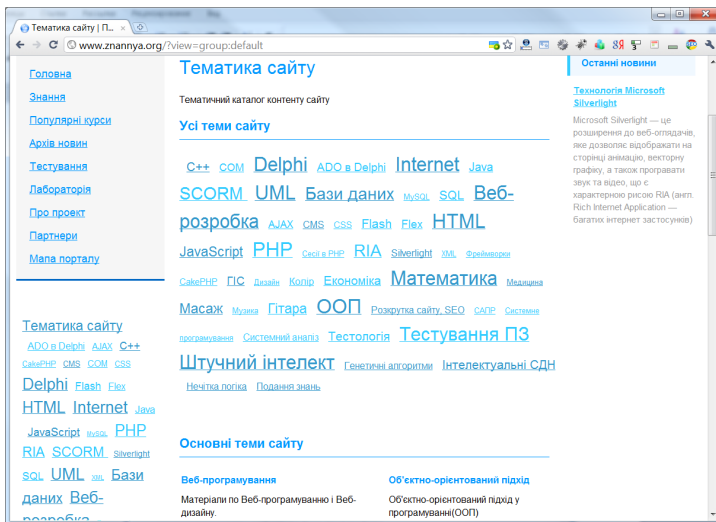 Тематика сайту | П...
www.znannya.org/?view=group:default
Головна
Знання
Популярні курси
Архів новин
Тестування
Лабораторія
Про проект
Партнери
Мапа порталу
Тематика сайту
ADO в Delphi AJAX C++
CakePHP CMS COM CSS
Delphi Flash Flex
HTML Internet Java
JavaScript MySQL PHP
RIA SCORM Silverlight
SQL UML XML Бази
даних Веб-
розробка
Тематика сайту
Тематичний каталог контенту сайту
Усі теми сайту
C++ COM Delphi ADO в Delphi Internet Java
SCORM UML Бази даних MySQL SQL Веб-
розробка AJAX CMS CSS Flash Flex HTML
JavaScript PHP Сесії в PHP RIA Silverlight XML Фреймворки
CakePHP ГІС Дизайн Колір Економіка Математика Медицина
Масаж Музика Гітара ООП Розкрутка сайту, SEO САПР Системне
програмування Системний аналіз Тестологія Тестування ПЗ
Штучний інтелект Генетичні алгоритми Інтелектуальні СДН
Нечітка логіка Подання знань
Основні теми сайту
Веб-програмування
Матеріали по Веб-програмуванню і Веб-
дизайну.
Об'єктно-орієнтований підхід
Об'єктно-орієнтований підхід у
програмуванні(ООП)
Останні новини
Технологія Microsoft
Silverlight
Microsoft Silverlight — це
розширення до веб-оглядачів,
яке дозволяє відображати на
сторінці анімацію, векторну
графіку, а також програвати
звук та відео, що є
характерною рисою RIA (англ.
Rich Internet Application —
багатих інтернет застосунків)